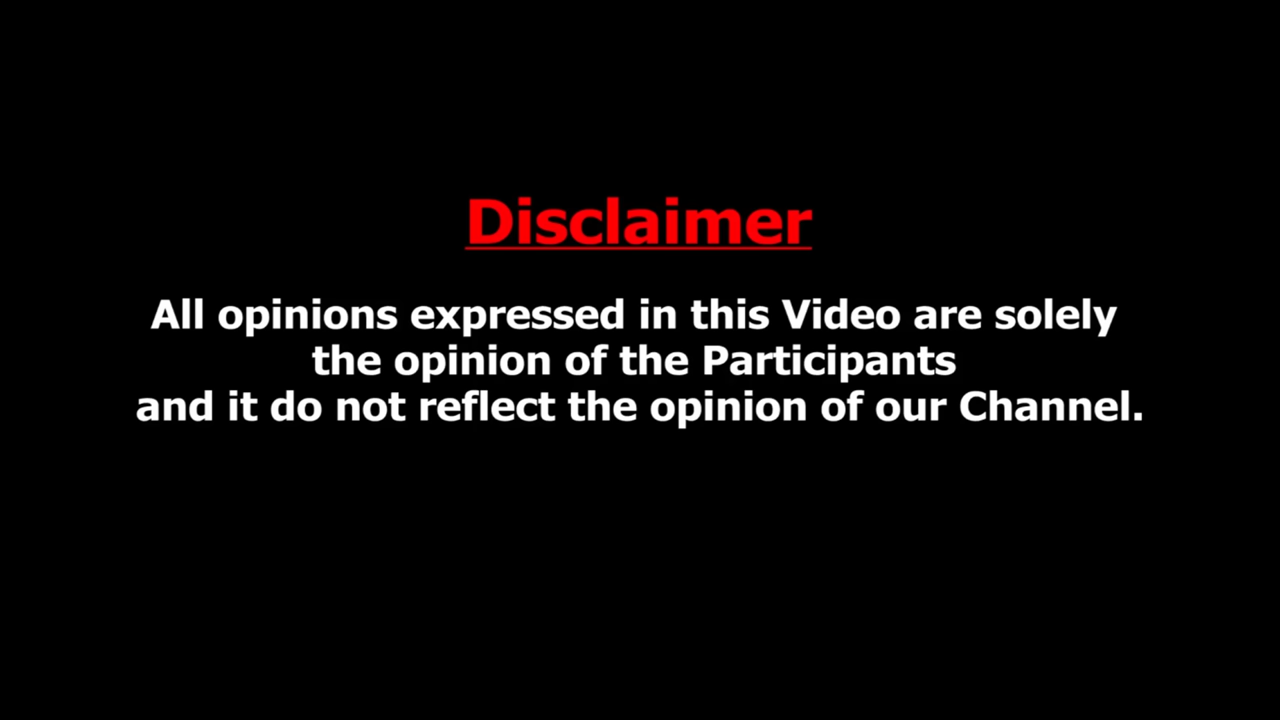 Disclaimer
All opinions expressed in this Video are solely
the opinion of the Participants
and it do not reflect the opinion of our Channel.